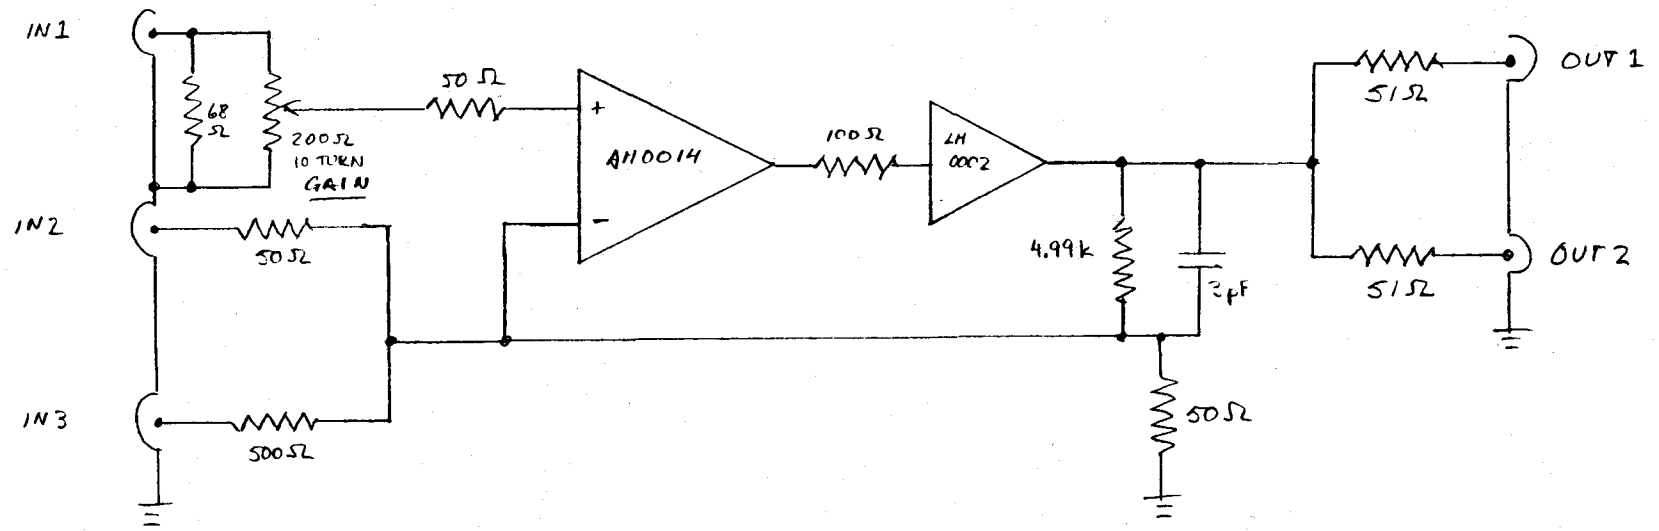 IN1
68
Ω
200Ω
10 TURN
GAIN
50 Ω
+
-
AH0014
100Ω
LH
0002
51Ω
OUT 1
IN2
50Ω
4.99k
51Ω
OUT 2
IN3
500Ω
50Ω